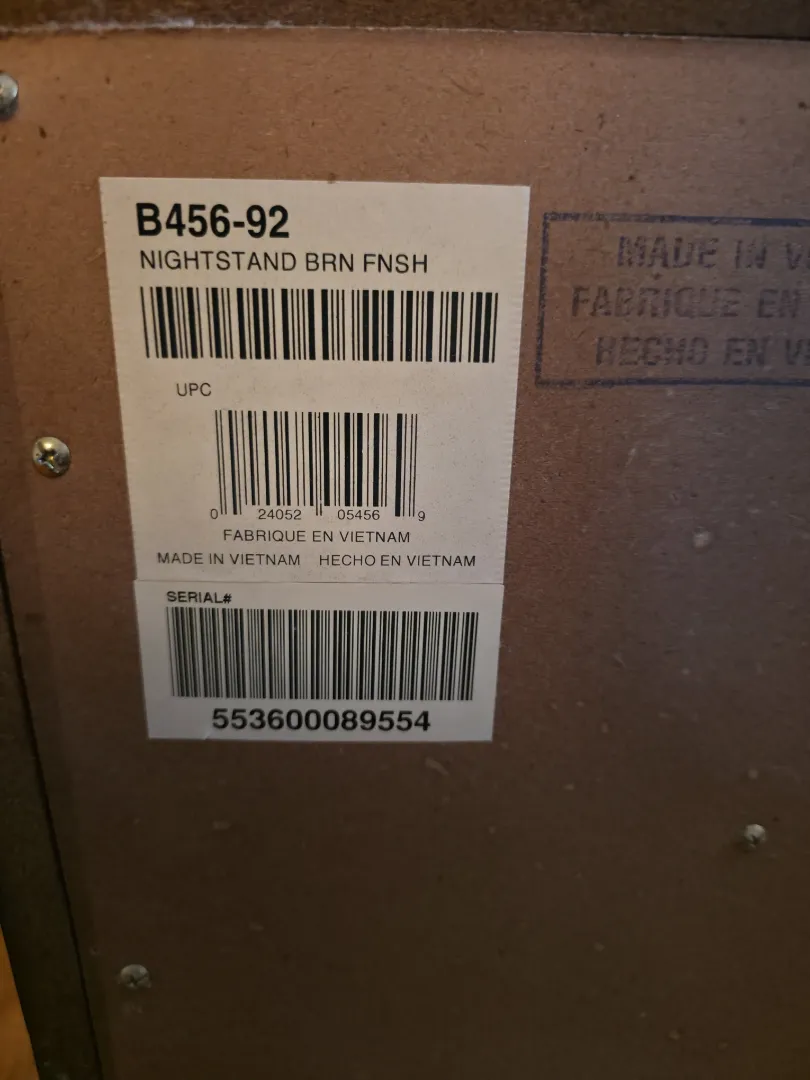 B456-92
NIGHTSTAND BRN FNSH
UPC
0 24052 05456 9
FABRIQUE EN VIETNAM
MADE IN VIETNAM HECHO EN VIETNAM
SERIAL#
553600089554
MADE IN
FABRIQUE EN
HECHO EN